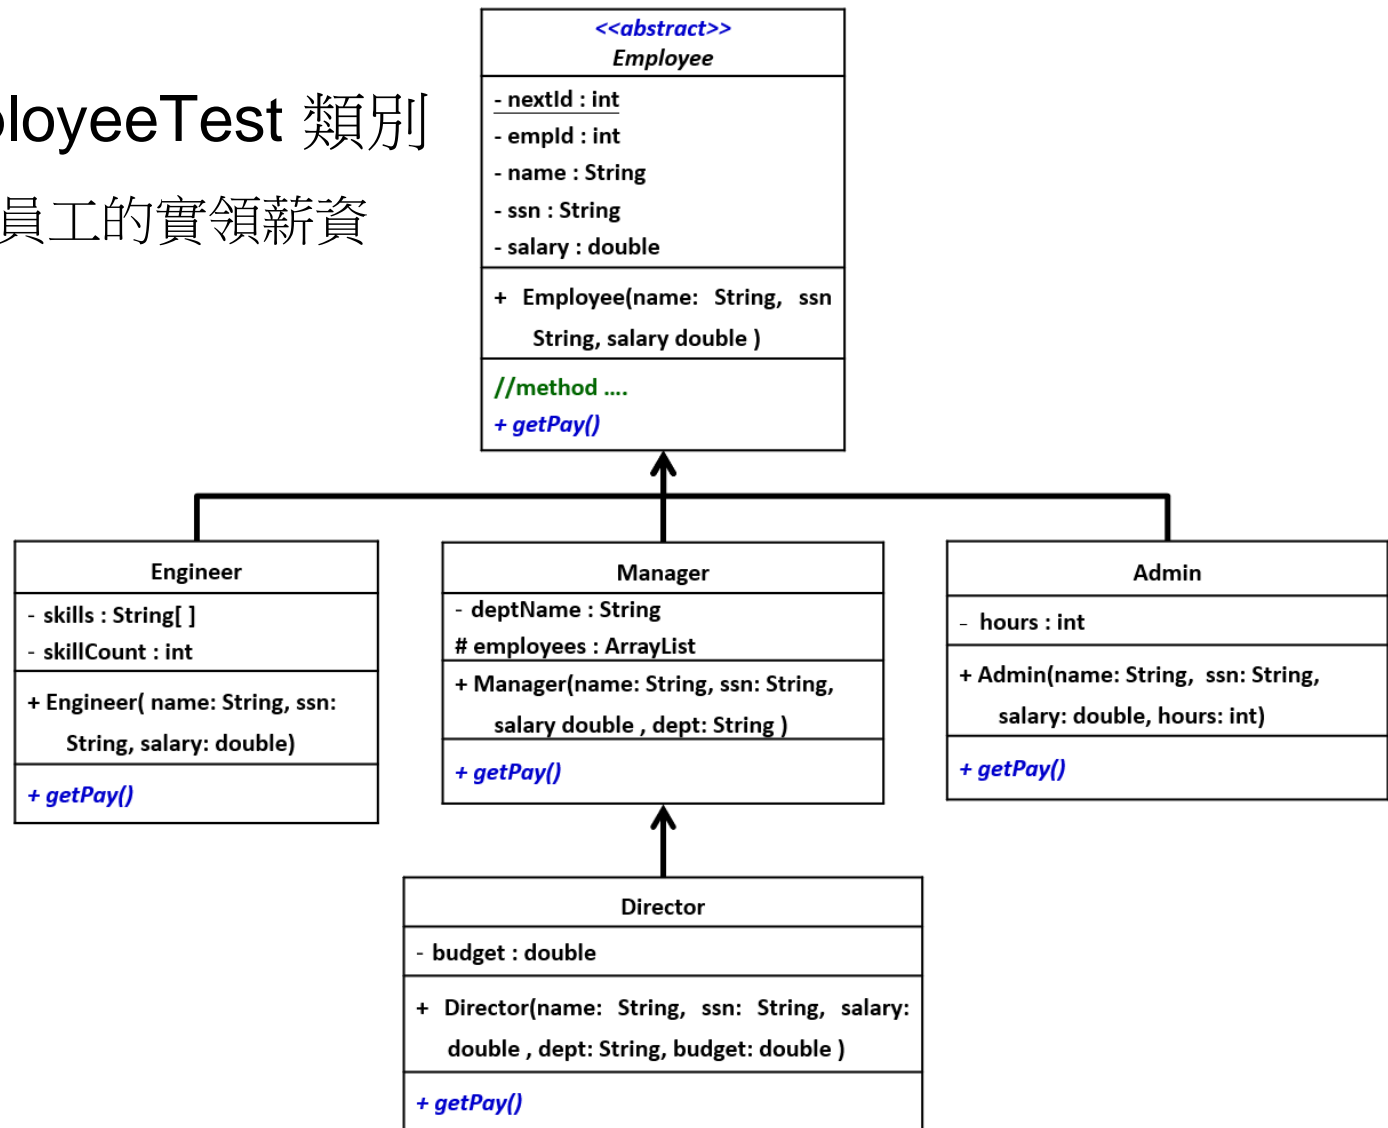 ployeeTest 類別
員工的實領薪資
<<abstract>>
Employee
- nextId : int
- empId : int
- name : String
- ssn : String
- salary : double
+ Employee(name: String, ssn
String, salary double )
//method ....
+ getPay()
Engineer
- skills : String[ ]
- skillCount : int
+ Engineer( name: String, ssn:
String, salary: double)
+ getPay()
Manager
- deptName : String
# employees : ArrayList
+ Manager(name: String, ssn: String,
salary double , dept: String )
+ getPay()
Admin
- hours : int
+ Admin(name: String, ssn: String,
salary: double, hours: int)
+ getPay()
Director
- budget : double
+ Director(name: String, ssn: String, salary:
double , dept: String, budget: double )
+ getPay()